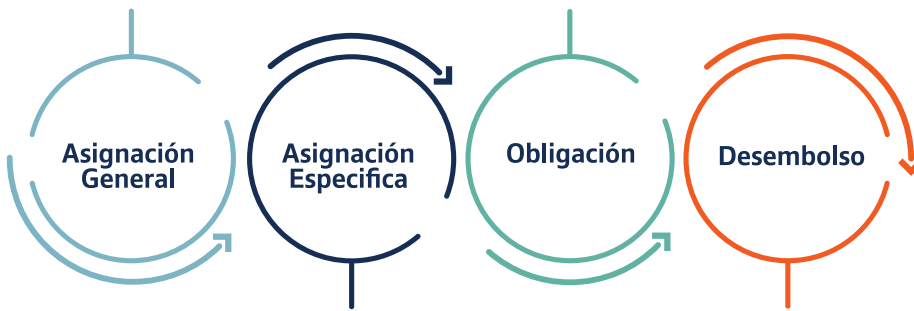 Asignación
General
Asignación
Especifica
Obligación
Desembolso